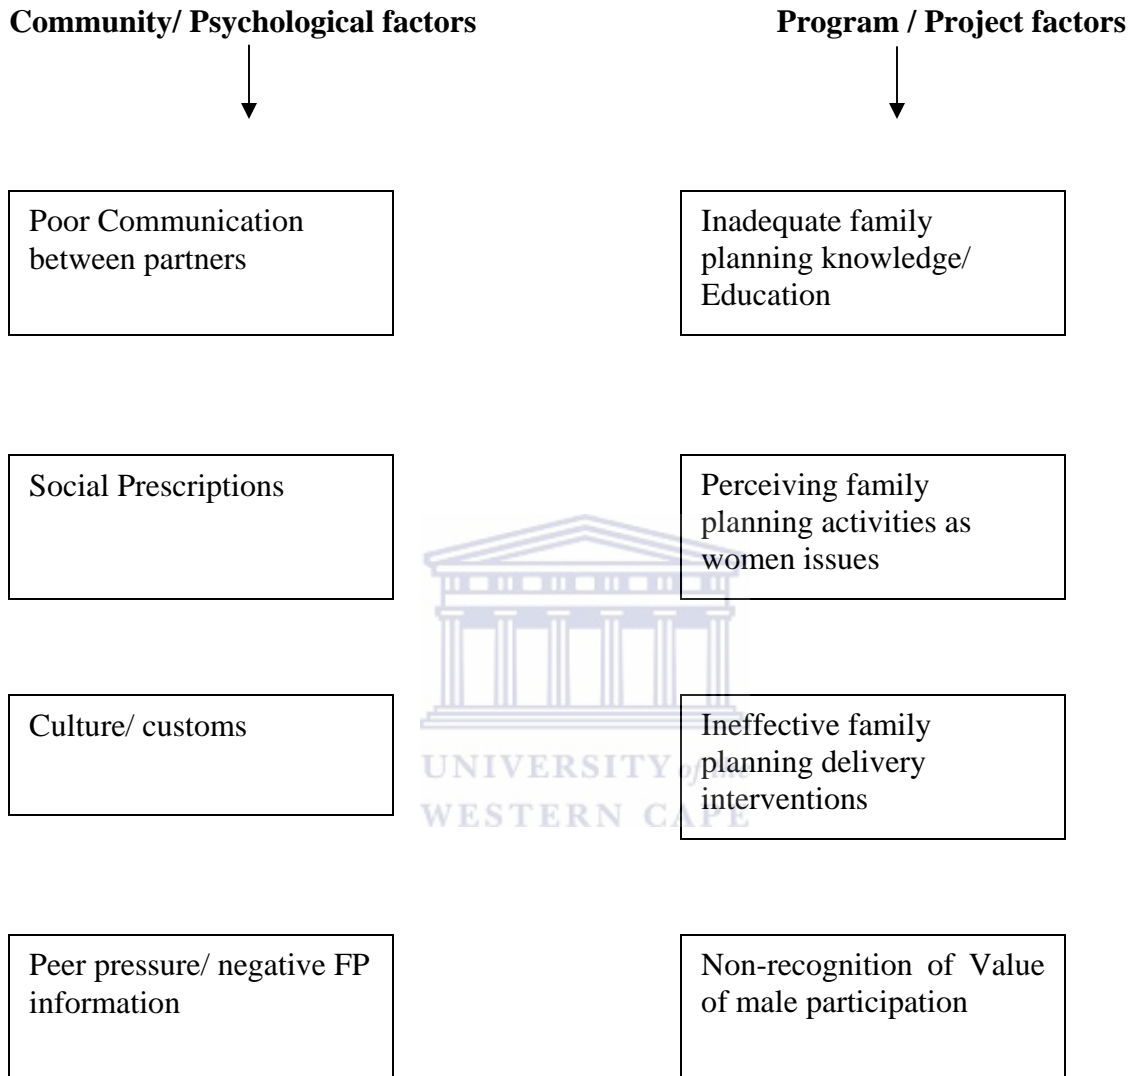 Community/ Psychological factors
Program / Project factors
Poor Communication
between partners
Inadequate family
planning knowledge/
Education
Social Prescriptions
Perceiving family
planning activities as
women issues
Culture/ customs
Ineffective family
planning delivery
interventions
UNIVERSITY of the
WESTERN CAPE
Peer pressure/ negative FP
information
Non-recognition of Value
of male participation